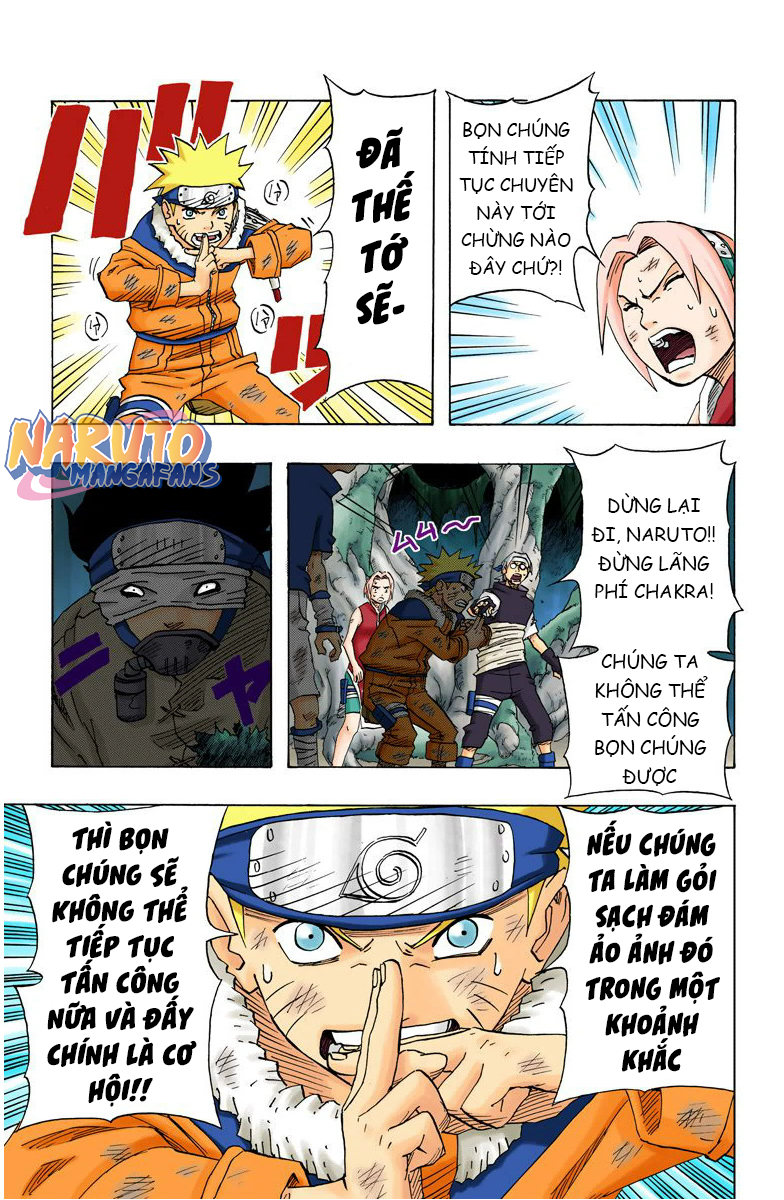 BỌN CHÚNG
TÍNH TIẾP
TỤC CHUYÊN
NÀY TỚI
CHỪNG NÀO
ĐÂY CHỨ?!
ĐÃ
THẾ
TỚ
SẼ-
DỪNG LẠI
ĐI, NARUTO!!
ĐỪNG LÃNG
PHÍ CHAKRA!
CHÚNG TA
KHÔNG THỂ
TẤN CÔNG
BỌN CHÚNG
ĐƯỢC
NARUTO
MANGAFANS
NẾU CHÚNG
TA LÀM GỎI
SẠCH ĐÁM
ẢO ẢNH ĐÓ
TRONG MỘT
KHOẢNH
KHẮC
THÌ BỌN
CHÚNG SẼ
KHÔNG THỂ
TIẾP TỤC
TẤN CÔNG
NỮA VÀ ĐẤY
CHÍNH LÀ CƠ
HỘI!!